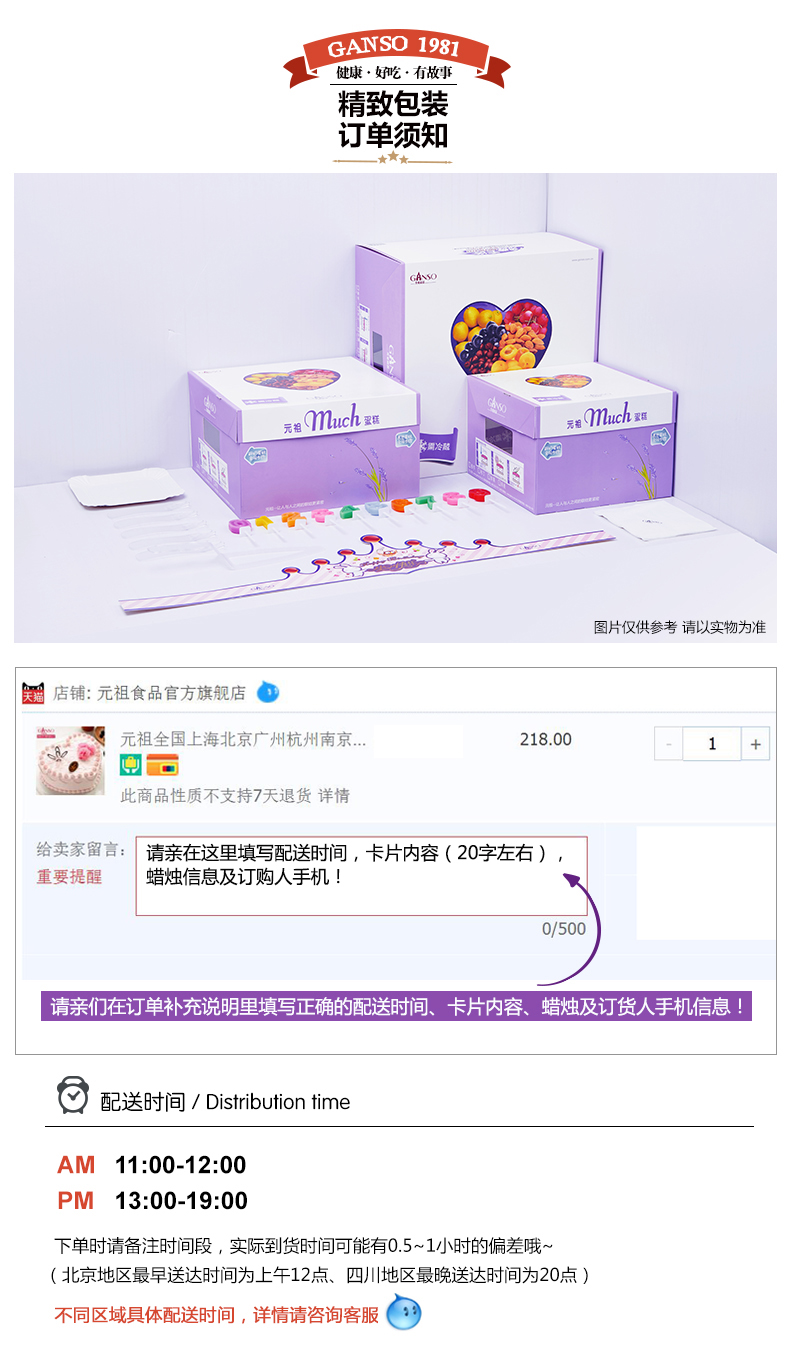 GANSO 1981
健康·好吃·有故事
精致包装
订单须知
GANSO
GANSO
元祖 Much 蛋糕
需冷藏
GANSO
元祖 Much 蛋糕
GANSO
图片仅供参考 请以实物为准
天猫 店铺: 元祖食品官方旗舰店
GANSO
元祖全国上海北京广州杭州南京... 218.00 - 1 +
此商品性质不支持7天退货 详情
给卖家留言: 请亲在这里填写配送时间，卡片内容（20字左右），
重要提醒 蜡烛信息及订购人手机！
0/500
请亲们在订单补充说明里填写正确的配送时间、卡片内容、蜡烛及订货人手机信息！
配送时间 / Distribution time
AM 11:00-12:00
PM 13:00-19:00
下单时请备注时间段，实际到货时间可能有0.5~1小时的偏差哦~
（北京地区最早送达时间为上午12点、四川地区最晚送达时间为20点）
不同区域具体配送时间，详情请咨询客服